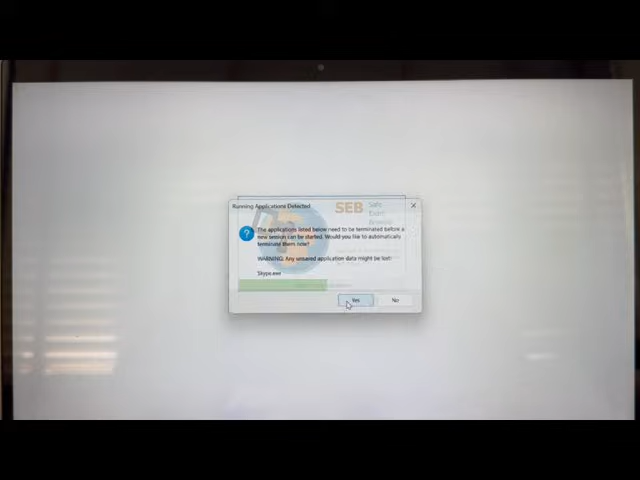 Running Applications Detected
SEB Safe
Exam
Browser
The applications listed below need to be terminated before a
new session can be started. Would you like to automatically
terminate them now?
WARNING: Any unsaved application data might be lost!
Skype.exe
Yes No